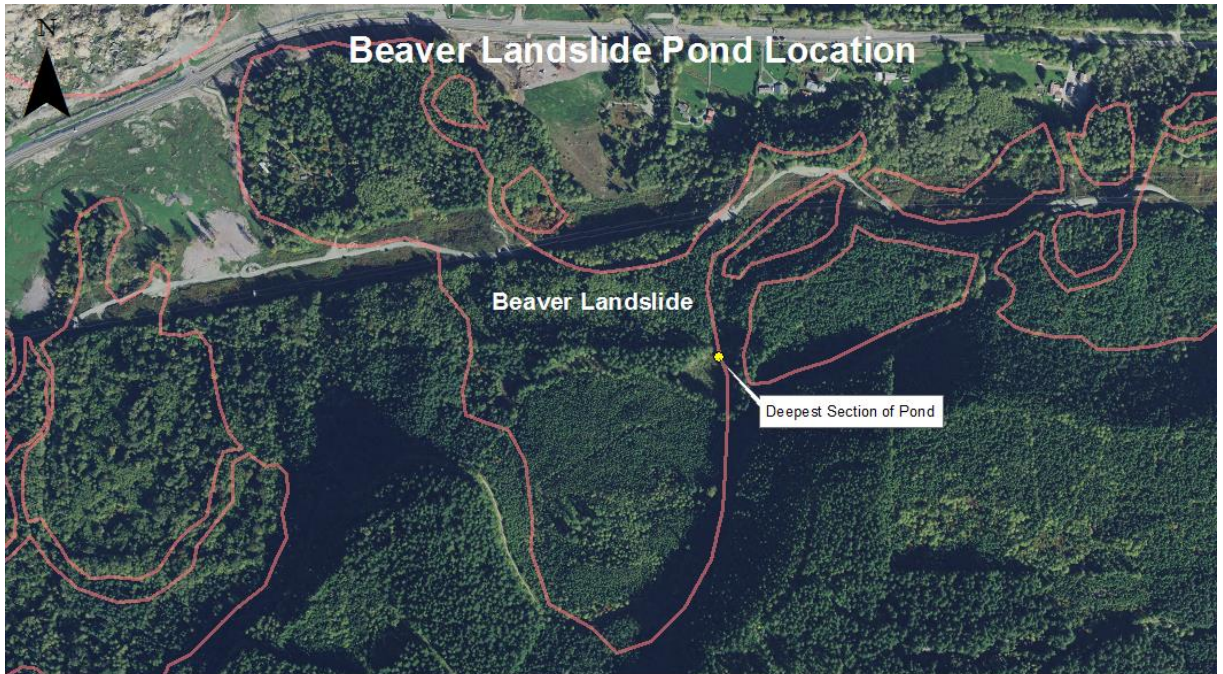 N
Beaver Landslide Pond Location
Beaver Landslide
Deepest Section of Pond